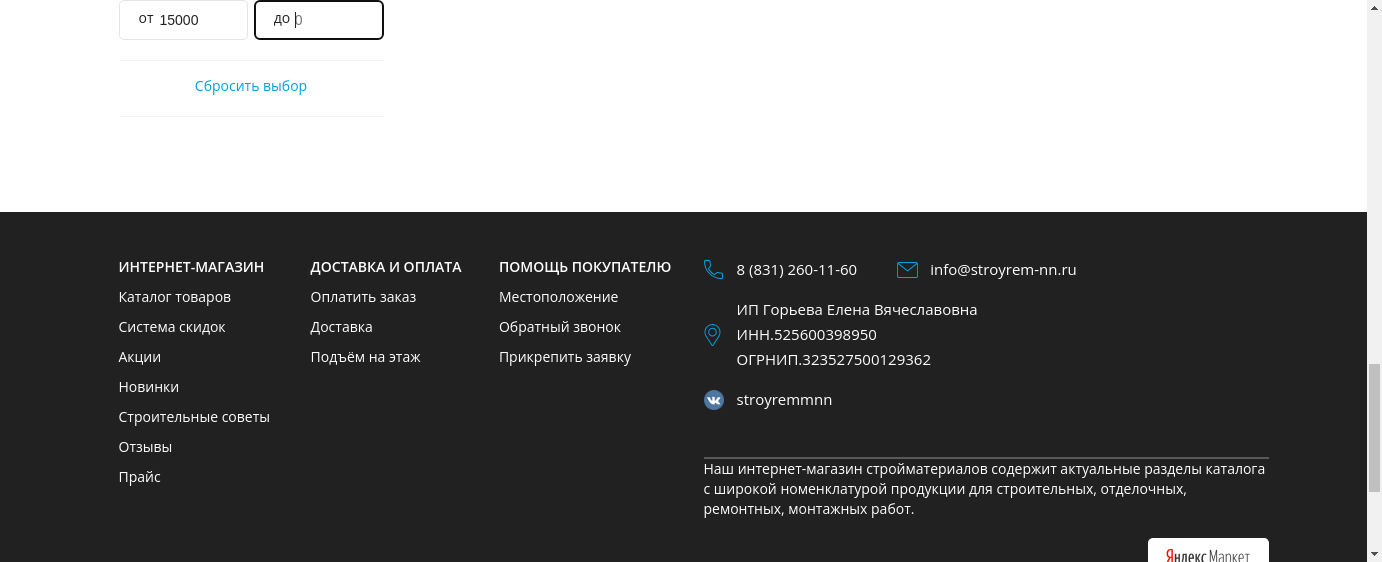 от 15000
до р
Сбросить выбор
ИНТЕРНЕТ-МАГАЗИН
Каталог товаров
Система скидок
Акции
Новинки
Строительные советы
Отзывы
Прайс
ДОСТАВКА И ОПЛАТА
Оплатить заказ
Доставка
Подъём на этаж
ПОМОЩЬ ПОКУПАТЕЛЮ
Местоположение
Обратный звонок
Прикрепить заявку
8 (831) 260-11-60
info@stroyrem-nn.ru
ИП Горьева Елена Вячеславовна
ИНН.525600398950
ОГРНИП.323527500129362
stroyremmnn
Наш интернет-магазин стройматериалов содержит актуальные разделы каталога
с широкой номенклатурой продукции для строительных, отделочных,
ремонтных, монтажных работ.
Яндекс Маркет